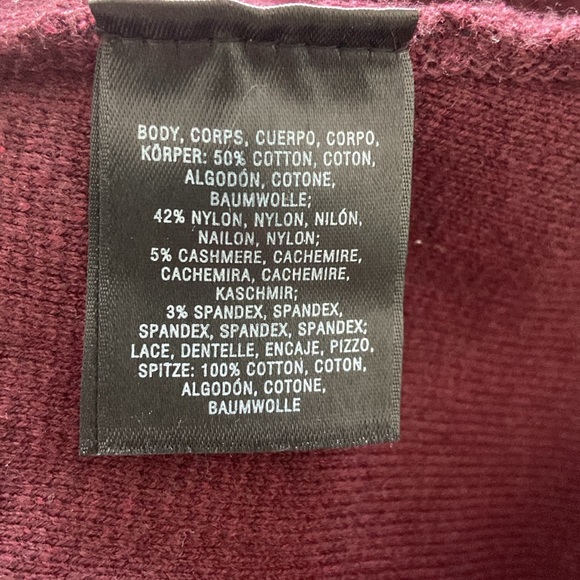 BODY, CORPS, CUERPO, CORPO,
KÖRPER: 50% COTTON, COTON,
ALGODÓN, COTONE,
BAUMWOLLE;
42% NYLON, NYLON, NILÓN,
NAILON, NYLON;
5% CASHMERE, CACHEMIRE,
CACHEMIRA, CACHEMIRE,
KASCHMIR;
3% SPANDEX, SPANDEX,
SPANDEX, SPANDEX, SPANDEX;
LACE, DENTELLE, ENCAJE, PIZZO,
SPITZE: 100% COTTON, COTON,
ALGODÓN, COTONE,
BAUMWOLLE